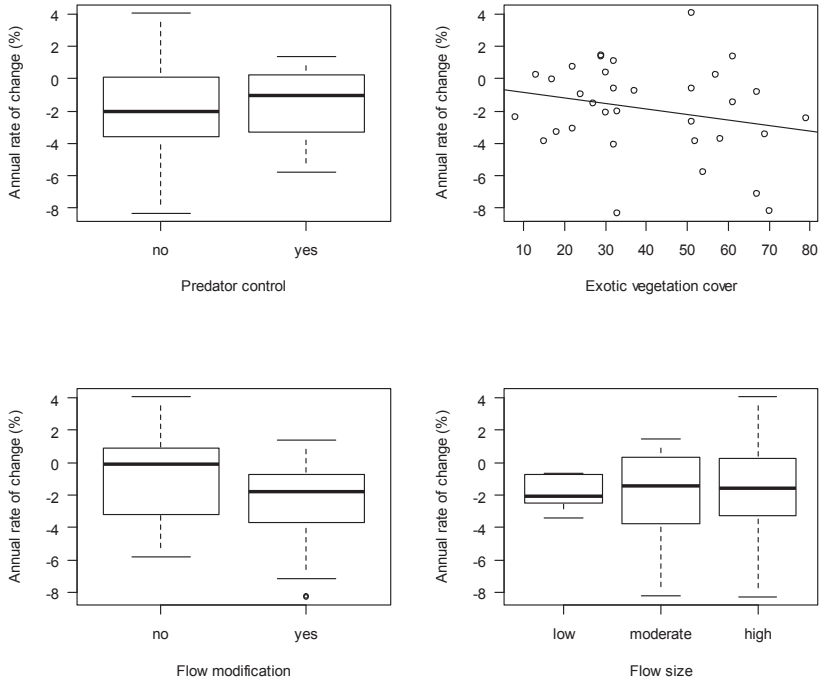 Annual rate of change (%)
4
2
0
-2
-4
-6
-8
no yes
Predator control
Annual rate of change (%)
4
2
0
-2
-4
-6
-8
10 20 30 40 50 60 70 80
Exotic vegetation cover
Annual rate of change (%)
4
2
0
-2
-4
-6
-8
no yes
Flow modification
Annual rate of change (%)
4
2
0
-2
-4
-6
-8
low moderate high
Flow size